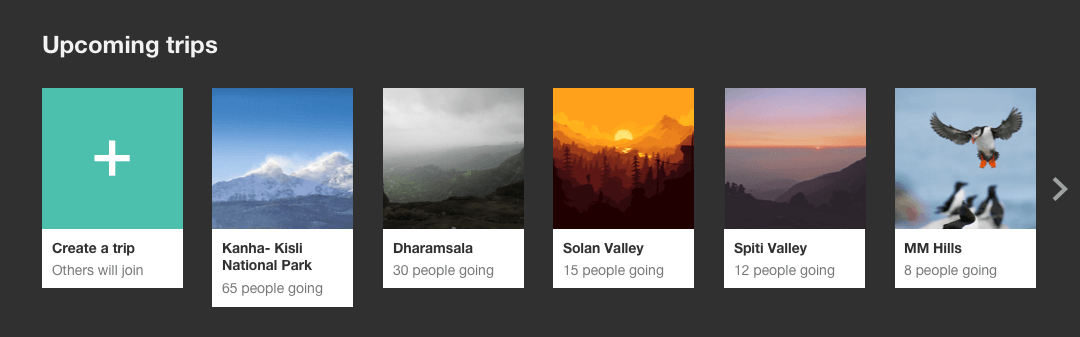 Upcoming trips
Create a trip
Others will join
Kanha- Kisli
National Park
65 people going
Dharamsala
30 people going
Solan Valley
15 people going
Spiti Valley
12 people going
MM Hills
8 people going